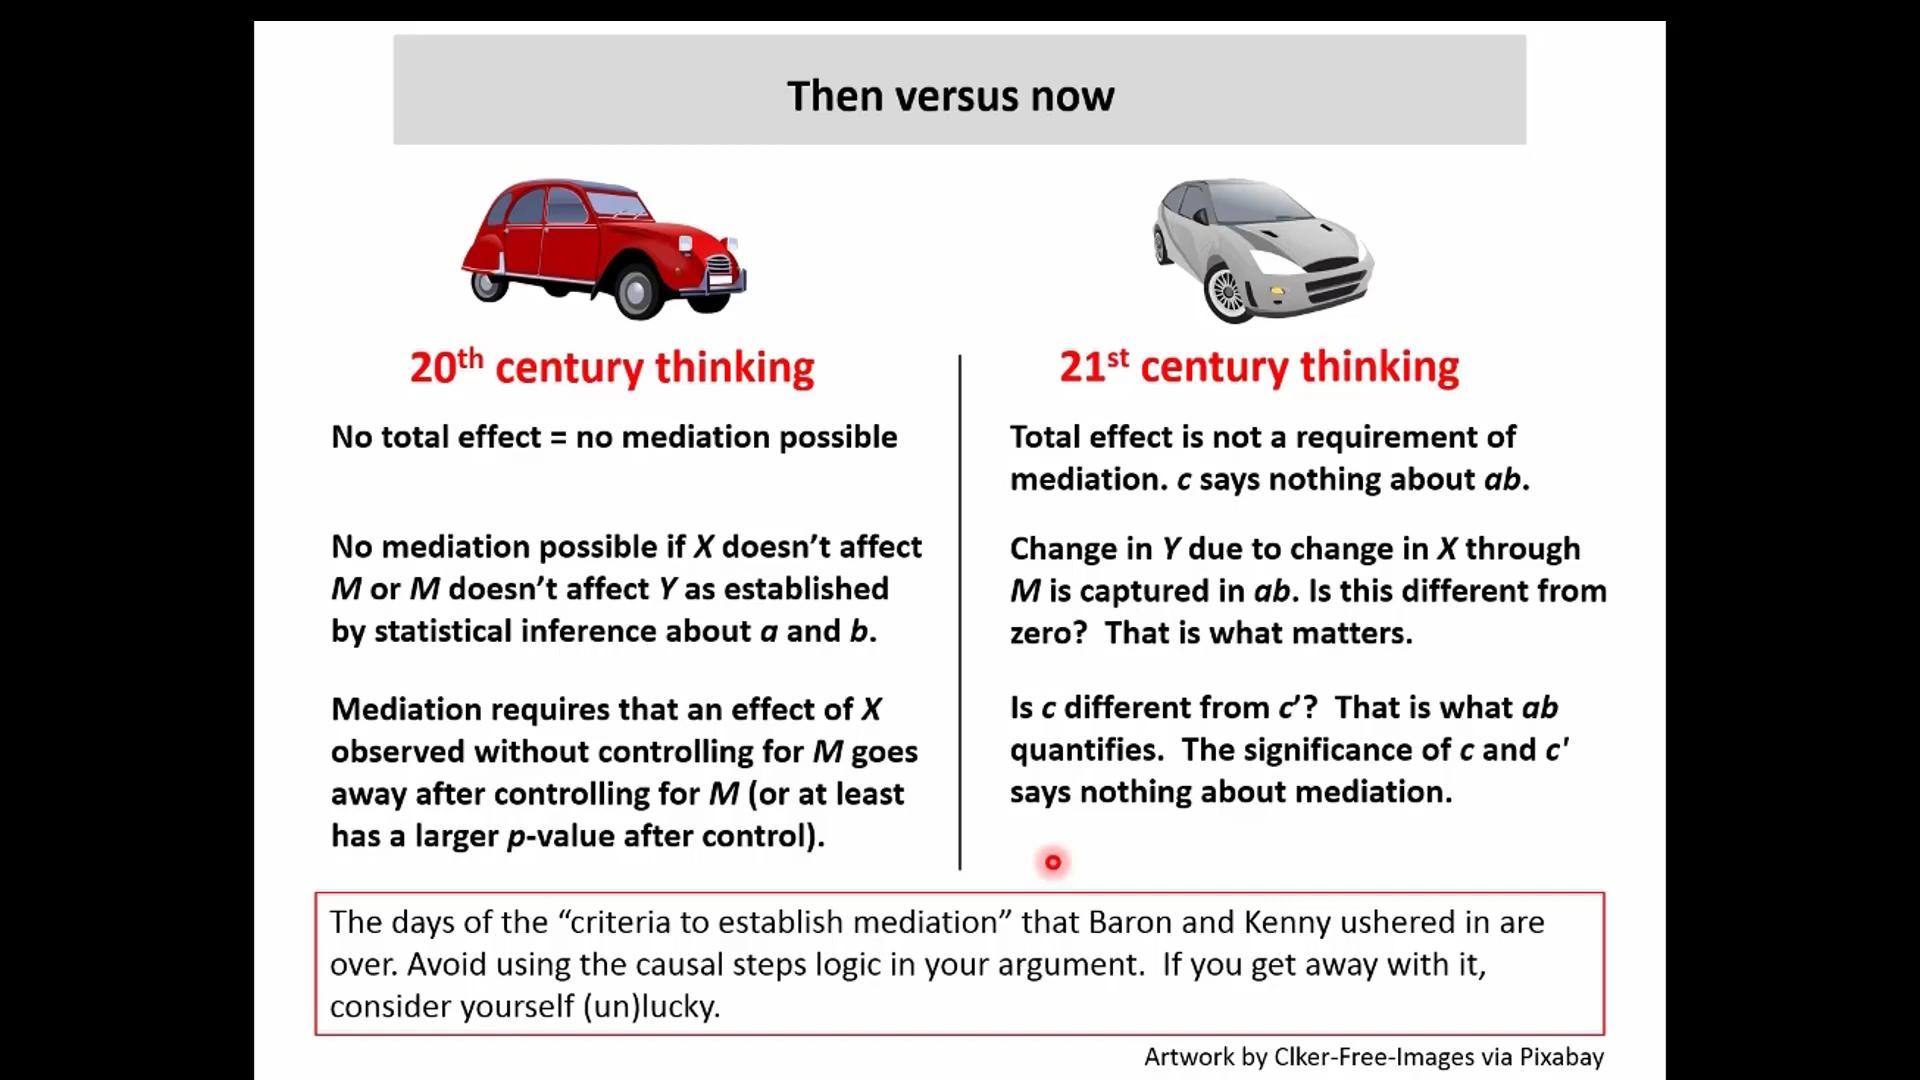 Then versus now
20th century thinking
No total effect = no mediation possible
No mediation possible if X doesn’t affect
M or M doesn’t affect Y as established
by statistical inference about a and b.
Mediation requires that an effect of X
observed without controlling for M goes
away after controlling for M (or at least
has a larger p-value after control).
21st century thinking
Total effect is not a requirement of
mediation. c says nothing about ab.
Change in Y due to change in X through
M is captured in ab. Is this different from
zero?  That is what matters.
Is c different from c’?  That is what ab
quantifies.  The significance of c and c'
says nothing about mediation.
The days of the “criteria to establish mediation” that Baron and Kenny ushered in are
over. Avoid using the causal steps logic in your argument.  If you get away with it,
consider yourself (un)lucky.
Artwork by Clker-Free-Images via Pixabay